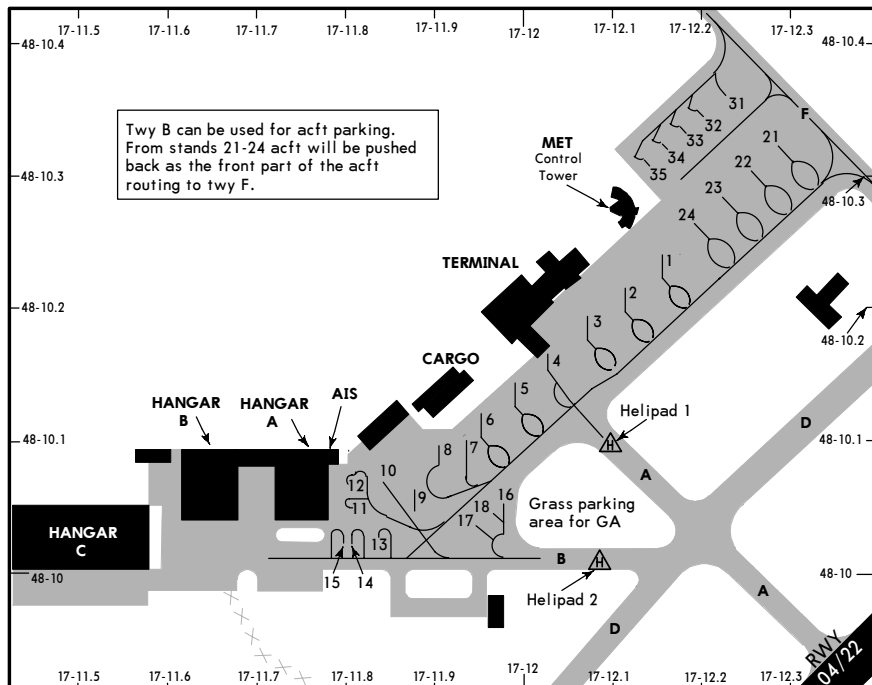 17-11.5 17-11.6 17-11.7 17-11.8 17-11.9 17-12 17-12.1 17-12.2 17-12.3
48-10.4 48-10.4
31
F
32
33
34
35
Twy B can be used for acft parking.
From stands 21-24 acft will be pushed
back as the front part of the acft
routing to twy F.
MET
Control
Tower
21
22
23
24
48-10.3 48-10.3
TERMINAL
1
2
3
4
48-10.2 48-10.2
CARGO
5
6
7
8
AIS
HANGAR
B
HANGAR
A
Helipad 1
H
D
48-10.1 48-10.1
A
10
12
11
9
16
18
17
Grass parking
area for GA
HANGAR
C
13
15 14
B
H
Helipad 2
48-10 48-10
A
D
RWY
04/22
17-11.5 17-11.6 17-11.7 17-11.8 17-11.9 17-12 17-12.1 17-12.2 17-12.3